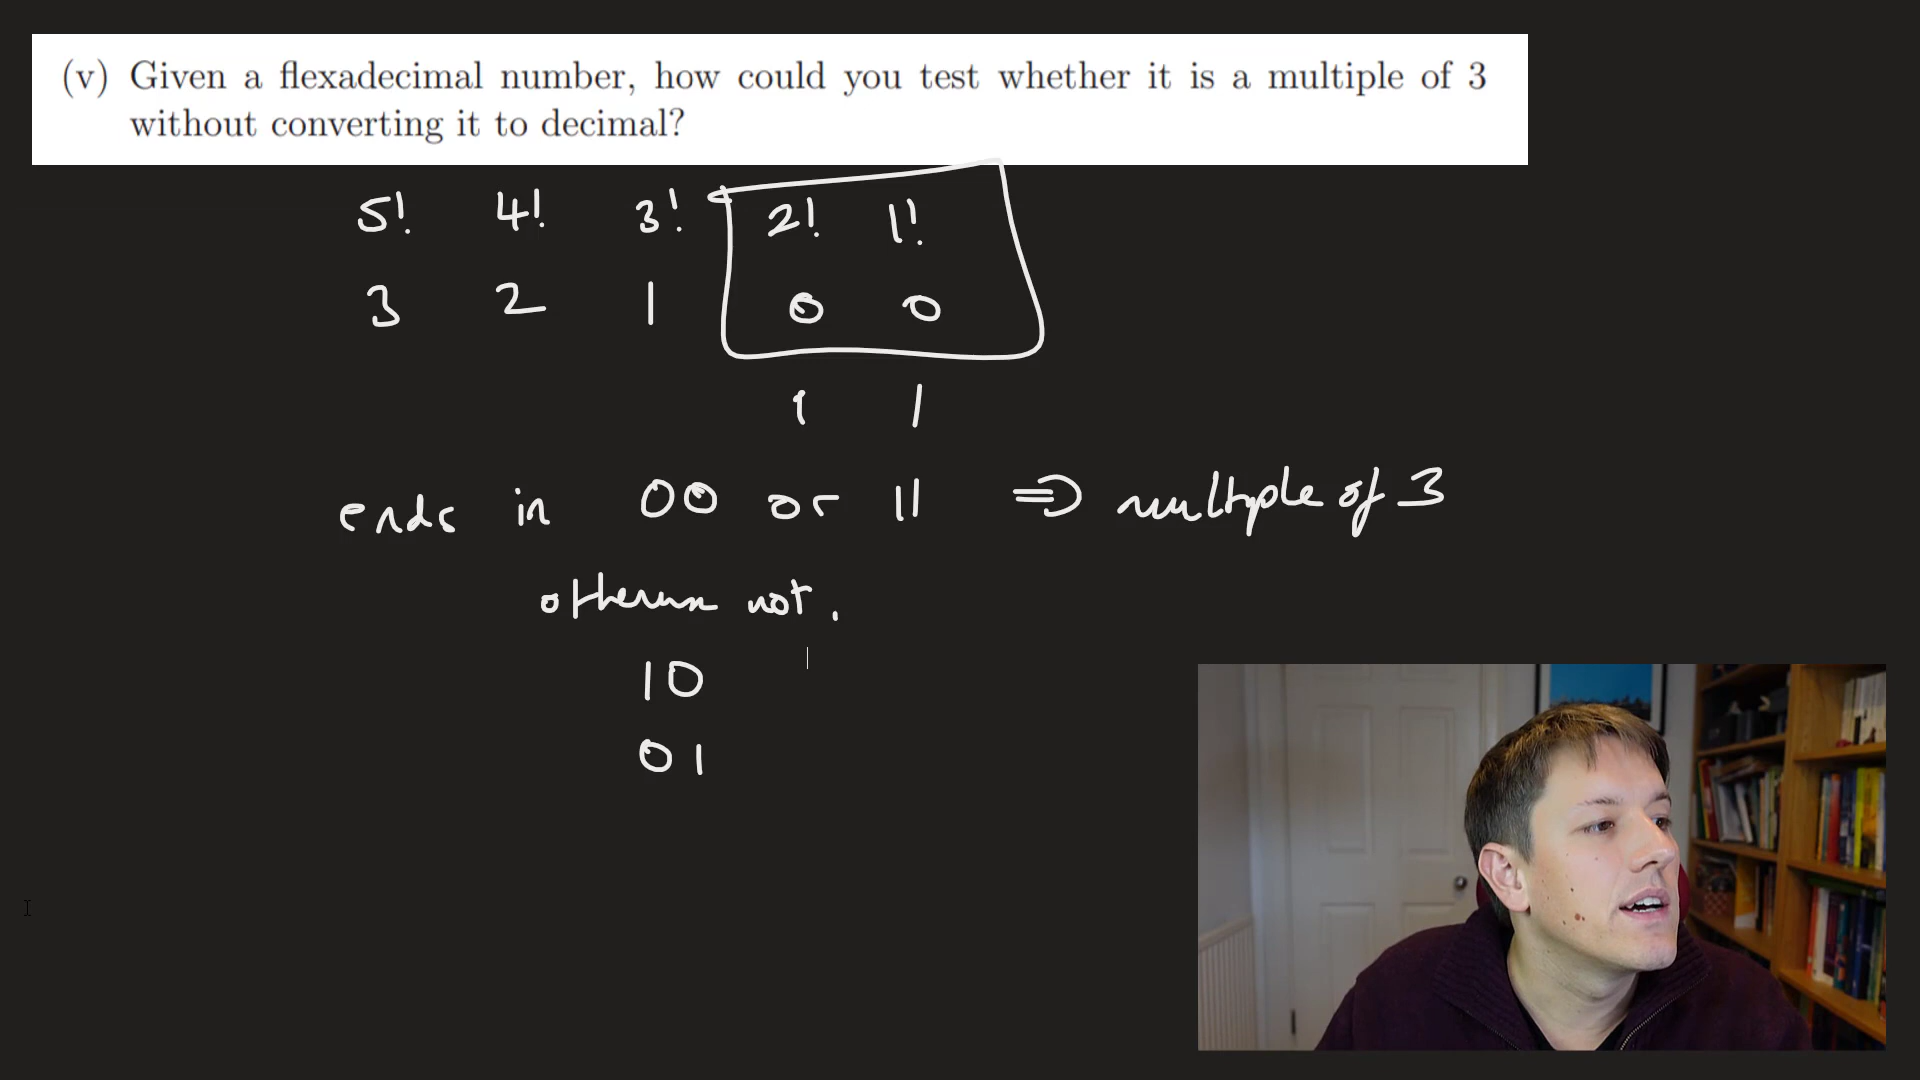 (v) Given a flexadecimal number, how could you test whether it is a multiple of 3
without converting it to decimal?
5! 4! 3! 2! 1!
3 2 1 0 0
1 1
ends in 00 or 11 ⇒ multiple of 3
otherwise not.
10
01